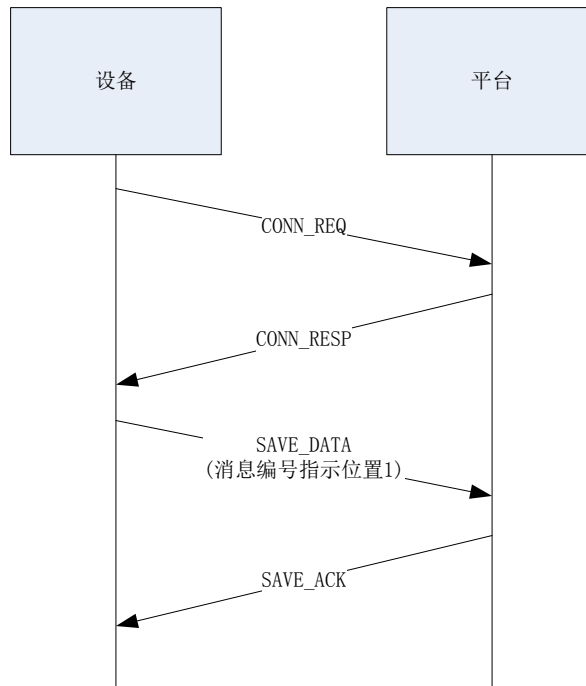 设备
平台
CONN_REQ
CONN_RESP
SAVE_DATA
(消息编号指示位置1)
SAVE_ACK